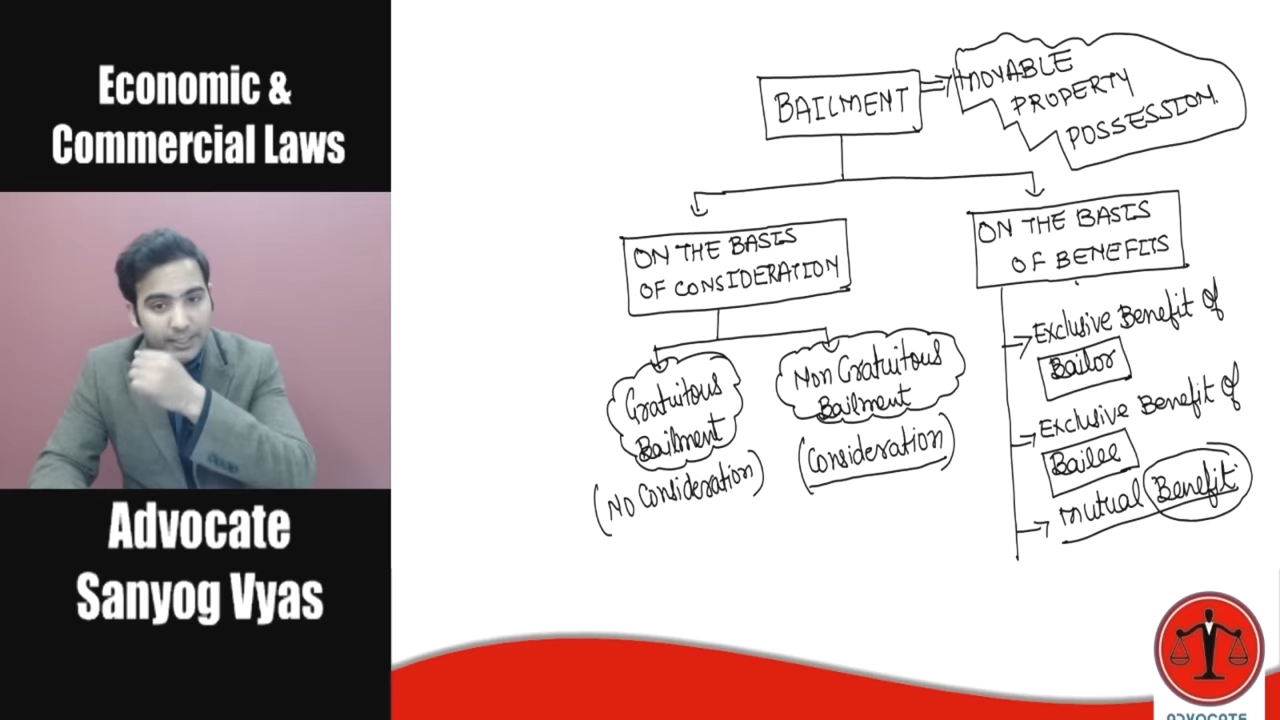 Economic &
Commercial Laws
Advocate
Sanyog Vyas
BAILMENT
MOVABLE
PROPERTY
POSSESSION
ON THE BASIS
OF CONSIDERATION
Gratuitous
Bailment
(No Consideration)
Non Gratuitous
Bailment
(Consideration)
ON THE BASIS
OF BENEFITS
Exclusive Benefit of
Bailor
Exclusive Benefit of
Bailee
Mutual Benefit
ADVOCATE